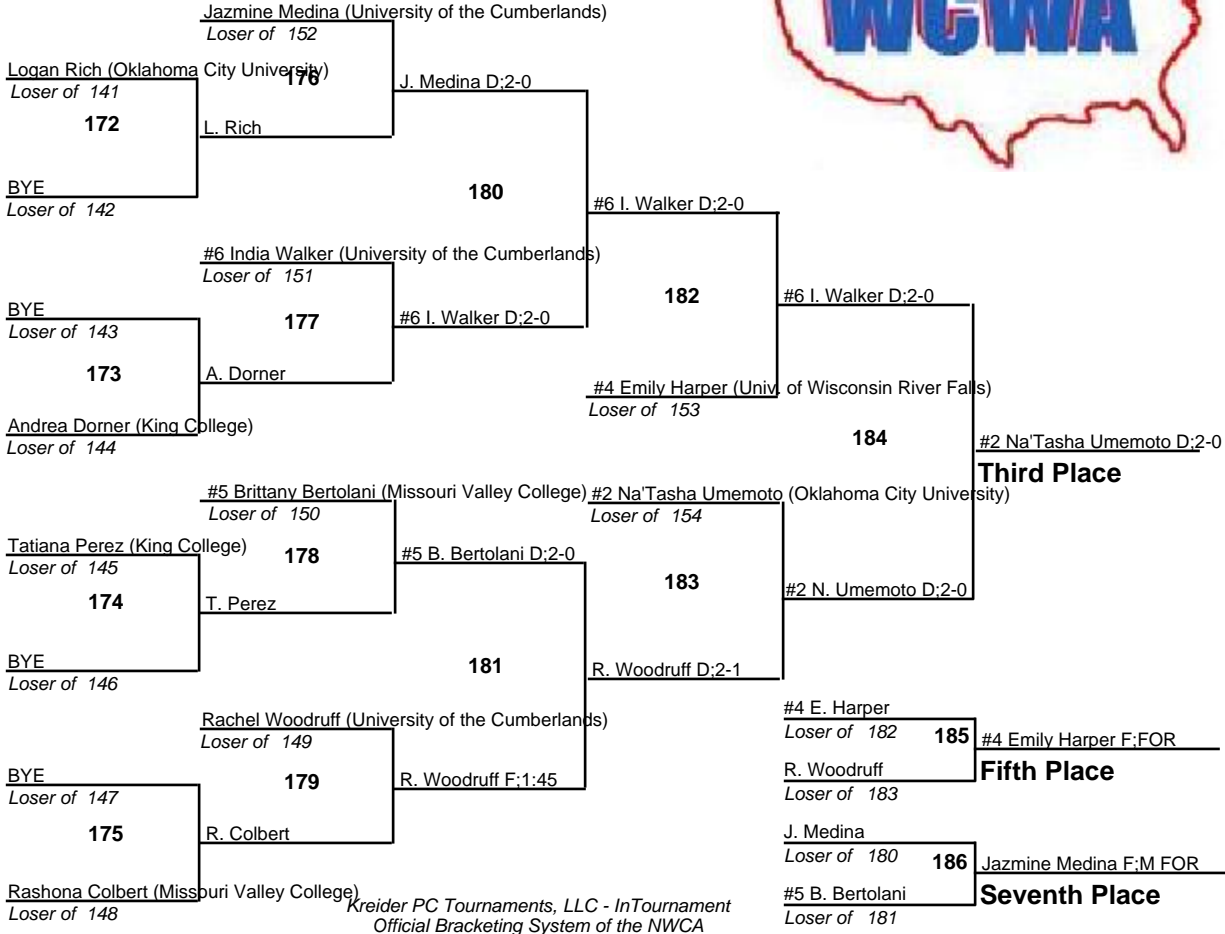 WCWA
Jazmine Medina (University of the Cumberlands)
Loser of 152
Logan Rich (Oklahoma City University)
Loser of 141
176
J. Medina D;2-0
172
L. Rich
BYE
Loser of 142
180
#6 I. Walker D;2-0
#6 India Walker (University of the Cumberlands)
Loser of 151
BYE
Loser of 143
177
#6 I. Walker D;2-0
182
#6 I. Walker D;2-0
173
A. Dorner
#4 Emily Harper (Univ. of Wisconsin River Falls)
Loser of 153
Andrea Dorner (King College)
Loser of 144
184
#2 Na'Tasha Umemoto D;2-0
Third Place
#5 Brittany Bertolani (Missouri Valley College)
Loser of 150
#2 Na'Tasha Umemoto (Oklahoma City University)
Loser of 154
Tatiana Perez (King College)
Loser of 145
178
#5 B. Bertolani D;2-0
183
#2 N. Umemoto D;2-0
174
T. Perez
BYE
Loser of 146
181
R. Woodruff D;2-1
Rachel Woodruff (University of the Cumberlands)
Loser of 149
BYE
Loser of 147
179
R. Woodruff F;1:45
175
R. Colbert
Rashona Colbert (Missouri Valley College)
Loser of 148
#4 E. Harper
Loser of 182
185
#4 Emily Harper F;FOR
Fifth Place
R. Woodruff
Loser of 183
J. Medina
Loser of 180
186
Jazmine Medina F;M FOR
Seventh Place
#5 B. Bertolani
Loser of 181
Kreider PC Tournaments, LLC - InTournament
Official Bracketing System of the NWCA